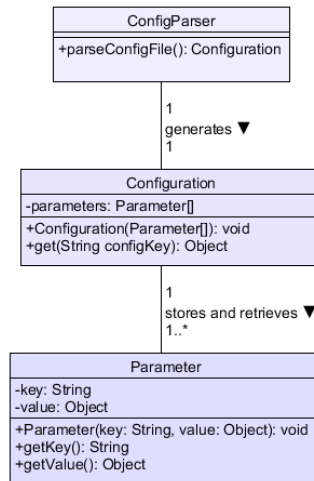 ConfigParser
+parseConfigFile(): Configuration
1
generates ▼
1
Configuration
-parameters: Parameter[]
+Configuration(Parameter[]): void
+get(String configKey): Object
1
stores and retrieves ▼
1..*
Parameter
-key: String
-value: Object
+Parameter(key: String, value: Object): void
+getKey(): String
+getValue(): Object